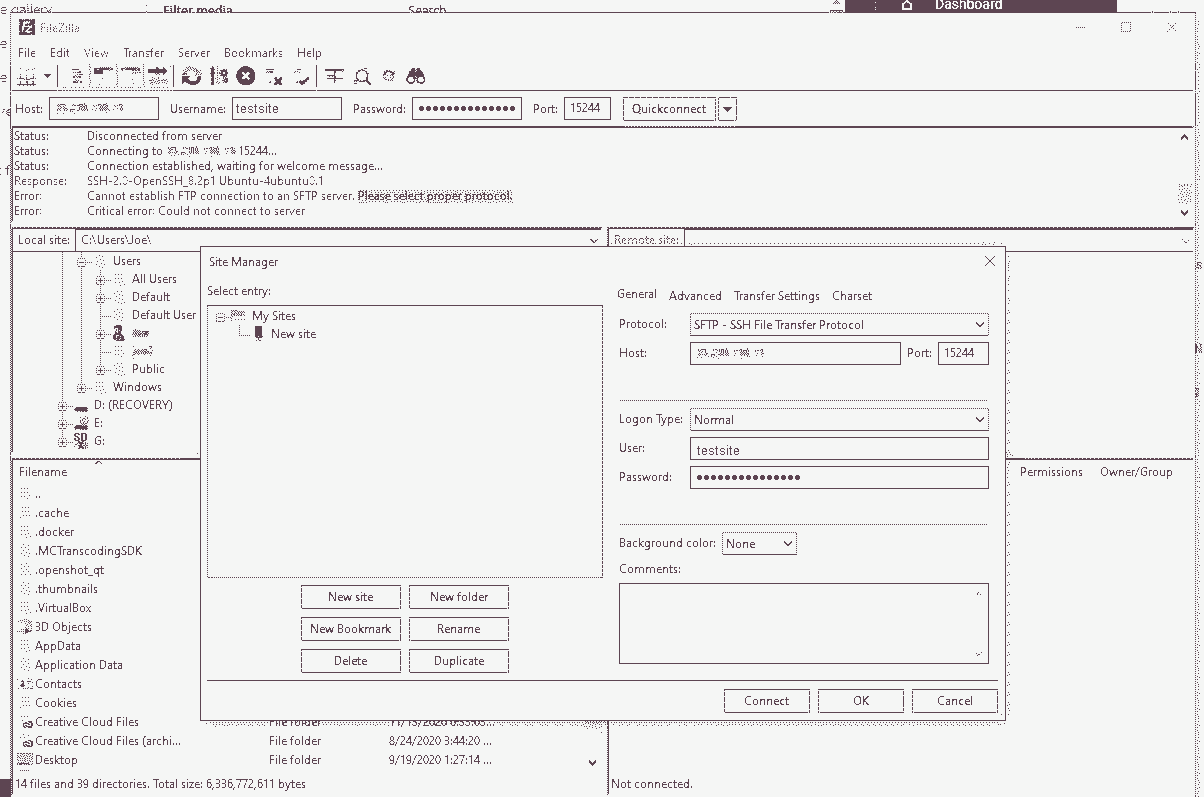 gallery Filter media Search Dashboard
FileZilla
File Edit View Transfer Server Bookmarks Help
Host: Username: testsite Password: •••••••••••••• Port: 15244 Quickconnect
Status: Disconnected from server
Status: Connecting to 15244...
Status: Connection established, waiting for welcome message...
Response: SSH-2.0-OpenSSH_8.2p1 Ubuntu-4ubuntu0.1
Error: Cannot establish FTP connection to an SFTP server. Please select proper protocol.
Error: Critical error: Could not connect to server
Local site: C:\Users\Joe\ Remote site:
Users
All Users
Default
Default User
Public
Windows
D: (RECOVERY)
E:
G:
Filename
..
.cache
.docker
.MCTranscodingSDK
.openshot_qt
.thumbnails
.VirtualBox
3D Objects
AppData
Application Data
Contacts
Cookies
Creative Cloud Files File folder
Creative Cloud Files (archi... File folder 8/24/2020 3:44:20 ...
Desktop File folder 9/19/2020 1:27:14 ...
14 files and 39 directories. Total size: 6,336,772,611 bytes
Permissions Owner/Group
Not connected.
Site Manager
Select entry:
My Sites
New site
New site New folder
New Bookmark Rename
Delete Duplicate
General Advanced Transfer Settings Charset
Protocol: SFTP - SSH File Transfer Protocol
Host: Port: 15244
Logon Type: Normal
User: testsite
Password: •••••••••••••••
Background color: None
Comments:
Connect OK Cancel